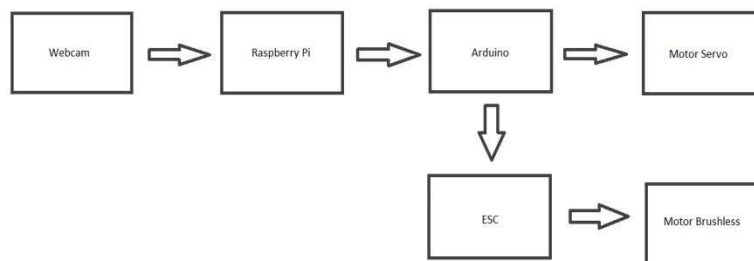 Webcam
Raspberry Pi
Arduino
Motor Servo
ESC
Motor Brushless